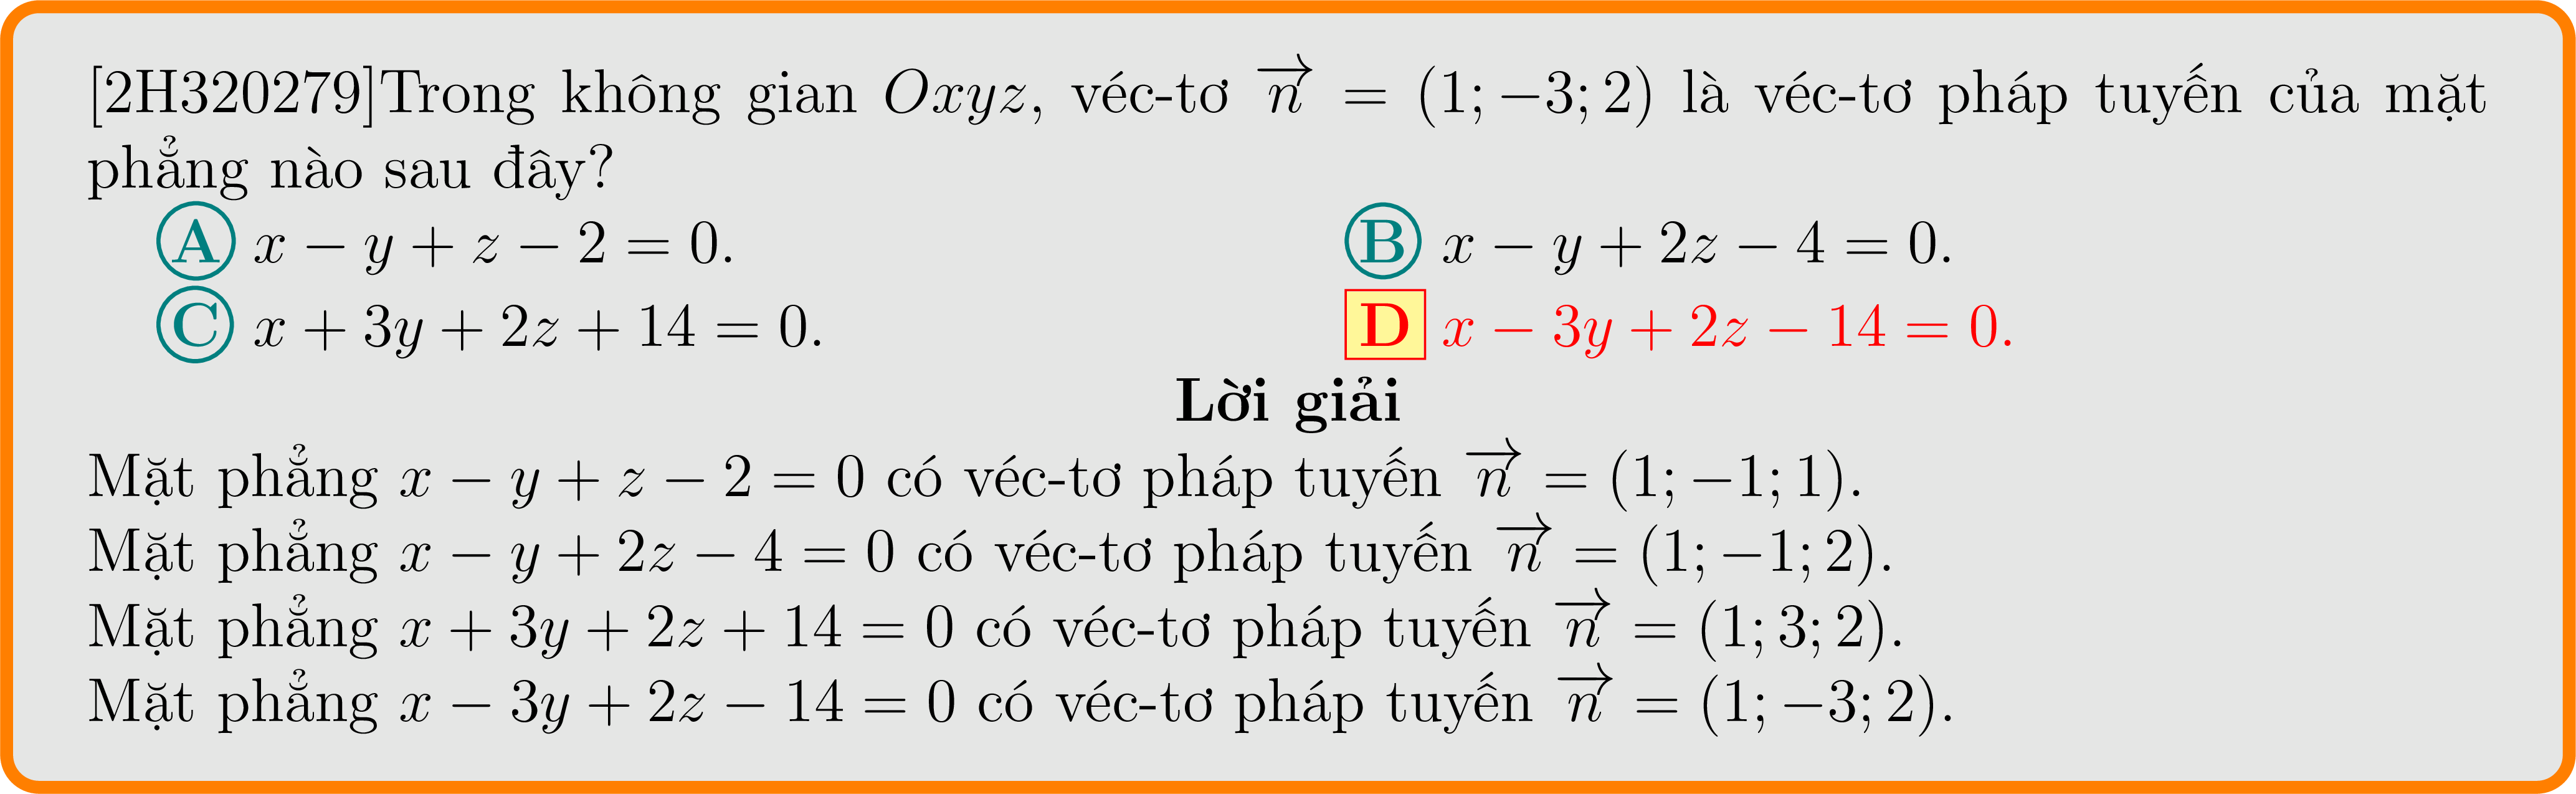 [2H320279]Trong không gian Oxyz, véc-tơ $\overrightarrow{n}$ = (1; −3; 2) là véc-tơ pháp tuyến của mặt
phẳng nào sau đây?
A x − y + z − 2 = 0. B x − y + 2z − 4 = 0.
C x + 3y + 2z + 14 = 0. D x − 3y + 2z − 14 = 0.
Lời giải
Mặt phẳng x − y + z − 2 = 0 có véc-tơ pháp tuyến $\overrightarrow{n}$ = (1; −1; 1).
Mặt phẳng x − y + 2z − 4 = 0 có véc-tơ pháp tuyến $\overrightarrow{n}$ = (1; −1; 2).
Mặt phẳng x + 3y + 2z + 14 = 0 có véc-tơ pháp tuyến $\overrightarrow{n}$ = (1; 3; 2).
Mặt phẳng x − 3y + 2z − 14 = 0 có véc-tơ pháp tuyến $\overrightarrow{n}$ = (1; −3; 2).